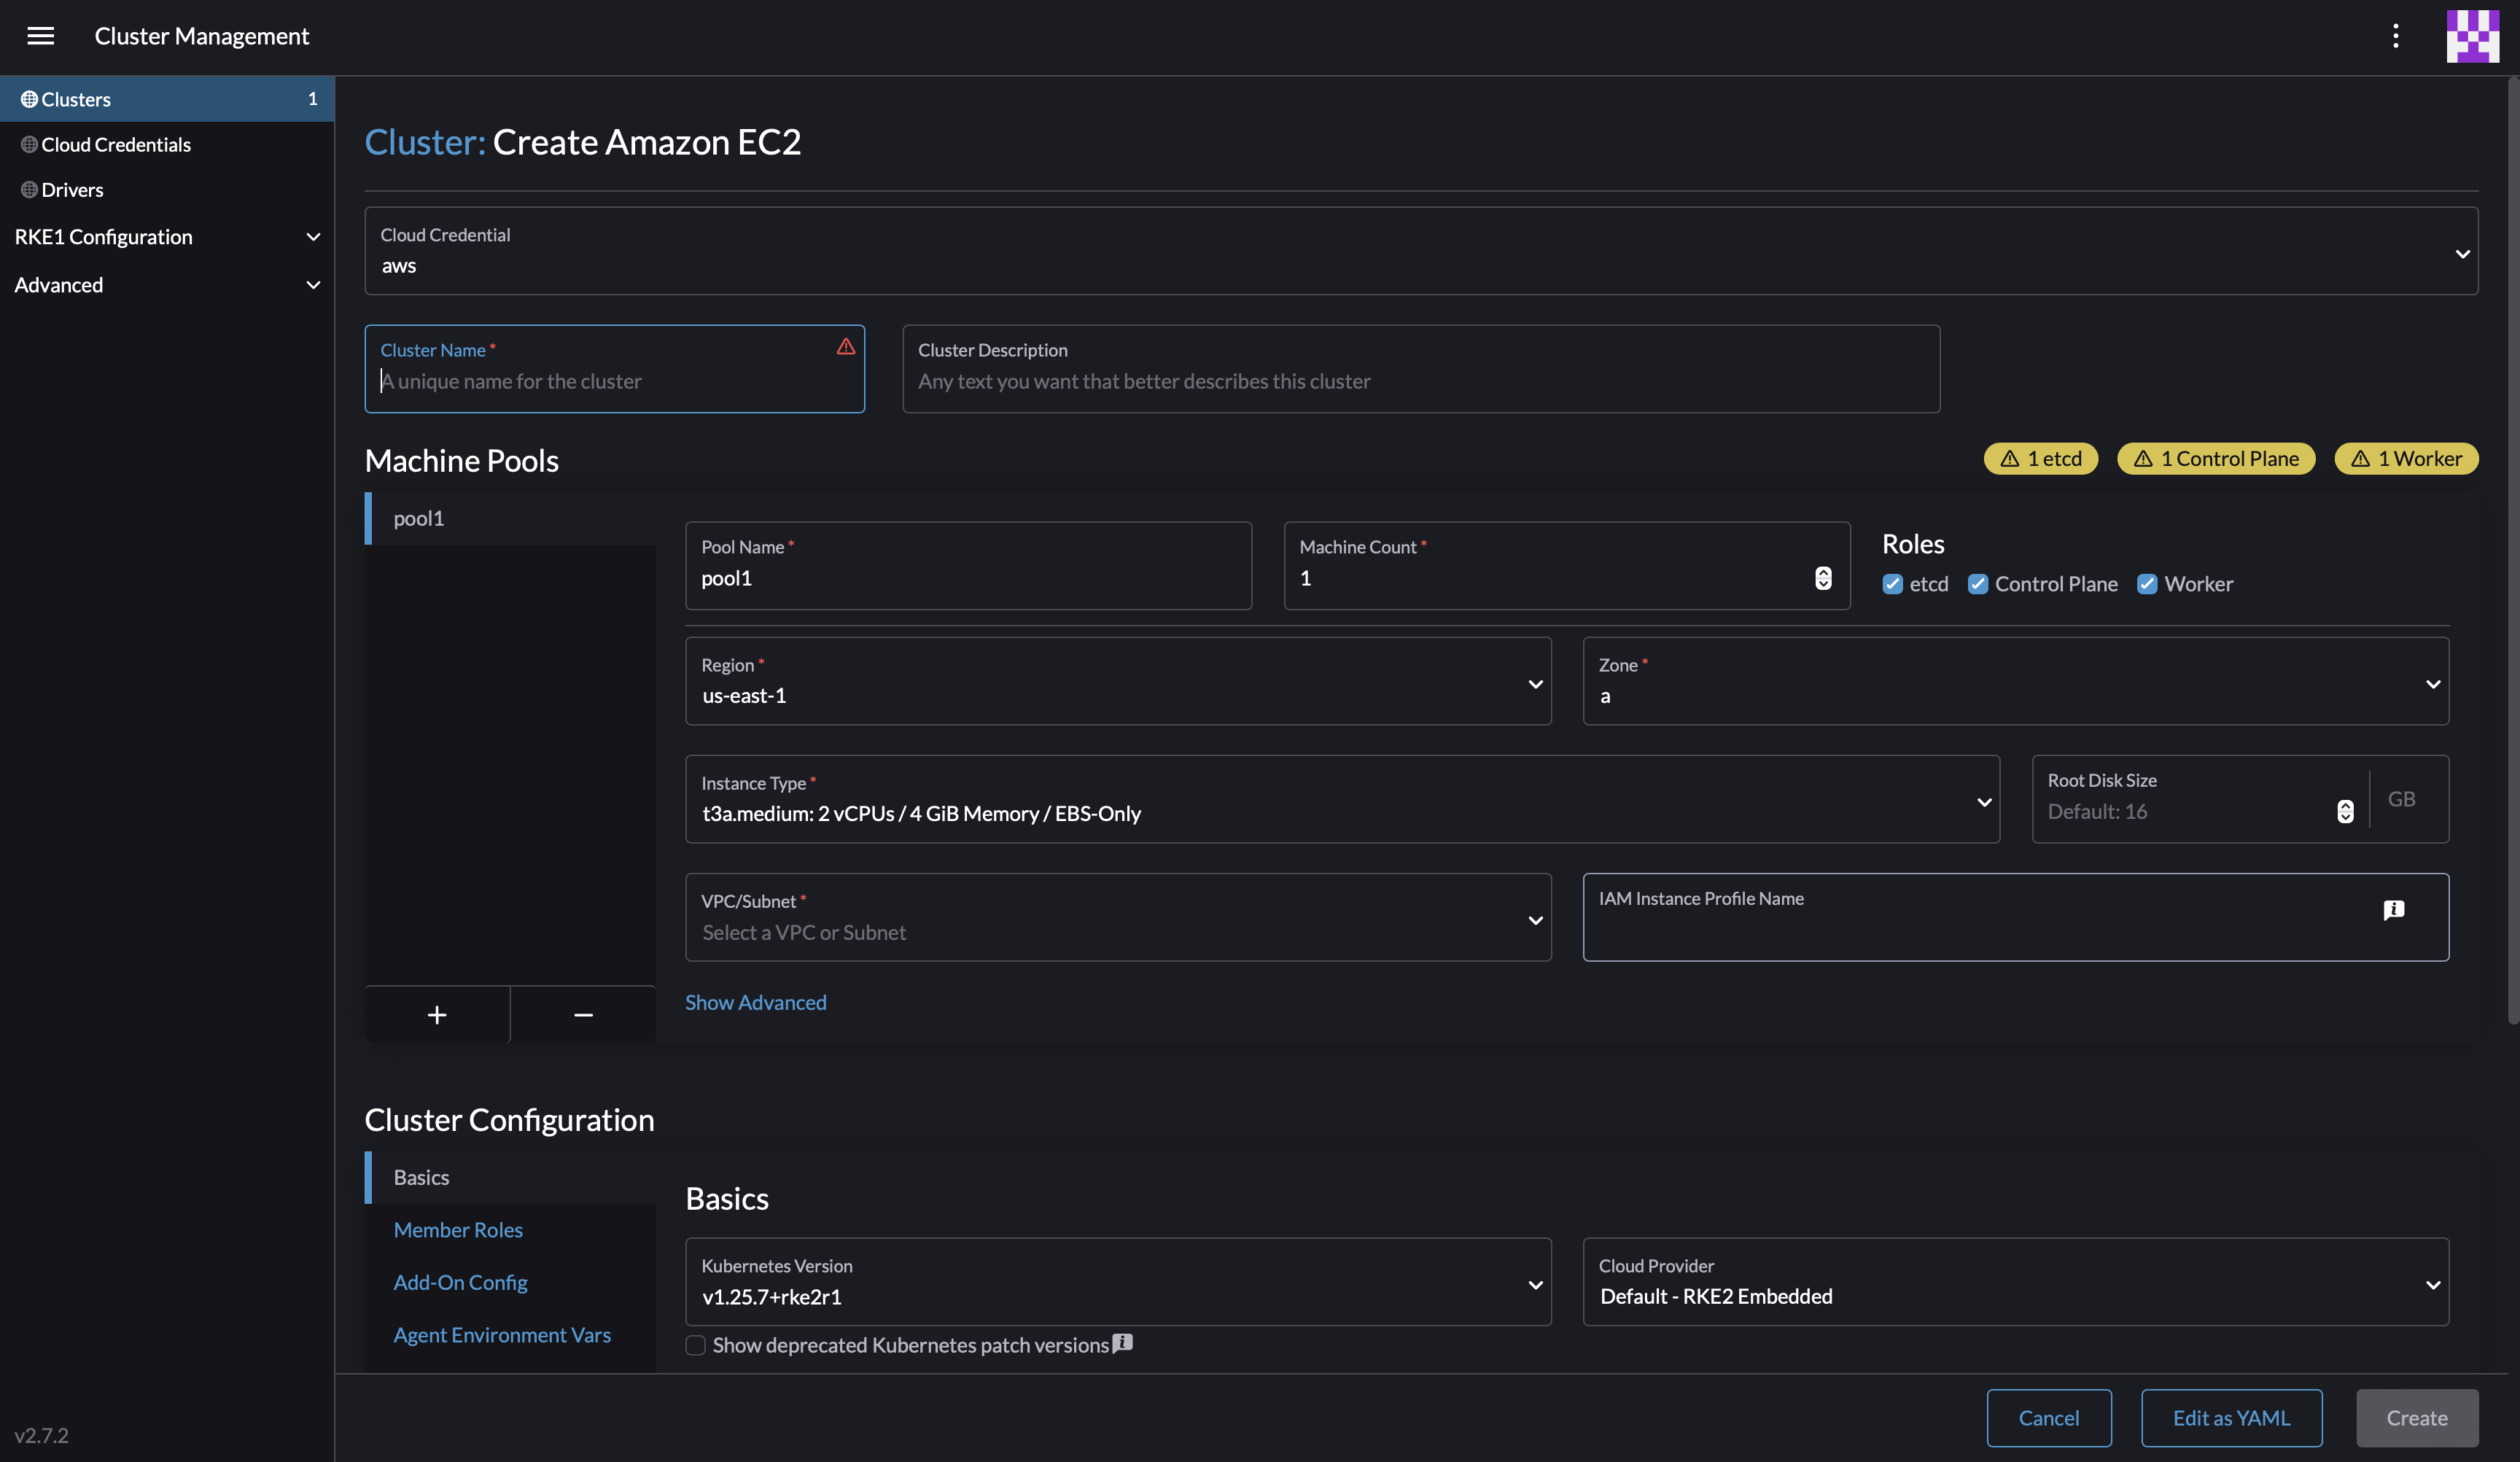 Cluster Management
Clusters 1
Cloud Credentials
Drivers
RKE1 Configuration
Advanced
v2.7.2
Cluster: Create Amazon EC2
Cloud Credential
aws
Cluster Name *
A unique name for the cluster
Cluster Description
Any text you want that better describes this cluster
Machine Pools
1 etcd
1 Control Plane
1 Worker
pool1
Pool Name *
pool1
Machine Count *
1
Roles
etcd
Control Plane
Worker
Region *
us-east-1
Zone *
a
Instance Type *
t3a.medium: 2 vCPUs / 4 GiB Memory / EBS-Only
Root Disk Size
Default: 16
GB
VPC/Subnet *
Select a VPC or Subnet
IAM Instance Profile Name
Show Advanced
Cluster Configuration
Basics
Member Roles
Add-On Config
Agent Environment Vars
Basics
Kubernetes Version
v1.25.7+rke2r1
Cloud Provider
Default - RKE2 Embedded
Show deprecated Kubernetes patch versions
Cancel
Edit as YAML
Create